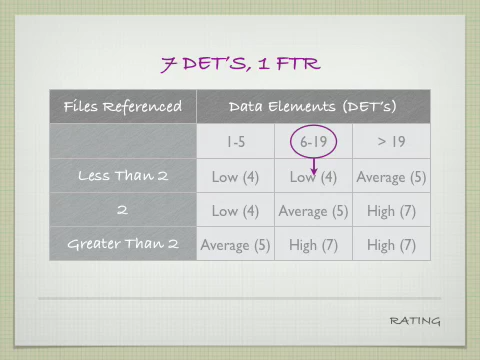 7 DET'S, 1 FTR
Files Referenced Data Elements (DET's)
1-5 6-19 > 19
Less Than 2 Low (4) Low (4) Average (5)
2 Low (4) Average (5) High (7)
Greater Than 2 Average (5) High (7) High (7)
RATING